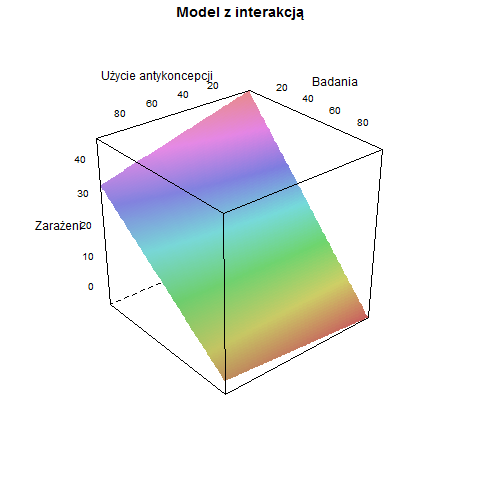 Model z interakcją
Użycie antykoncepcji
Badania
80 60 40 20
20 40 60 80
Zarażeni
40
30
20
10
0